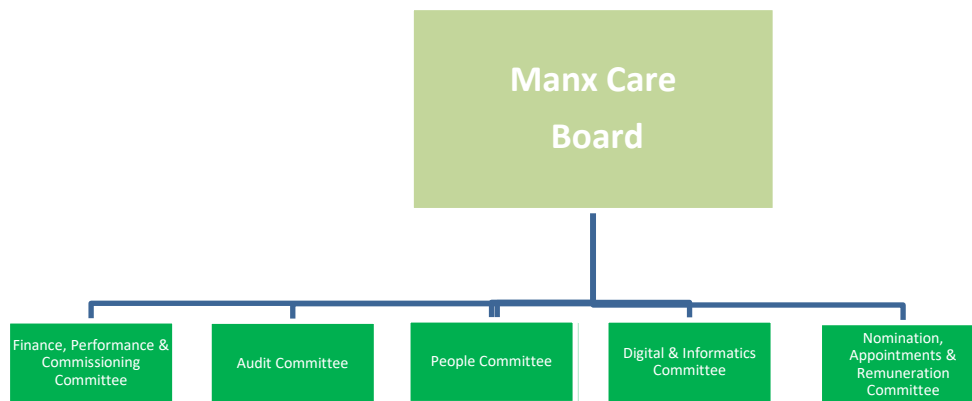 Manx Care
Board
Finance, Performance &
Commissioning
Committee
Audit Committee
People Committee
Digital & Informatics
Committee
Nomination,
Appointments &
Remuneration
Committee